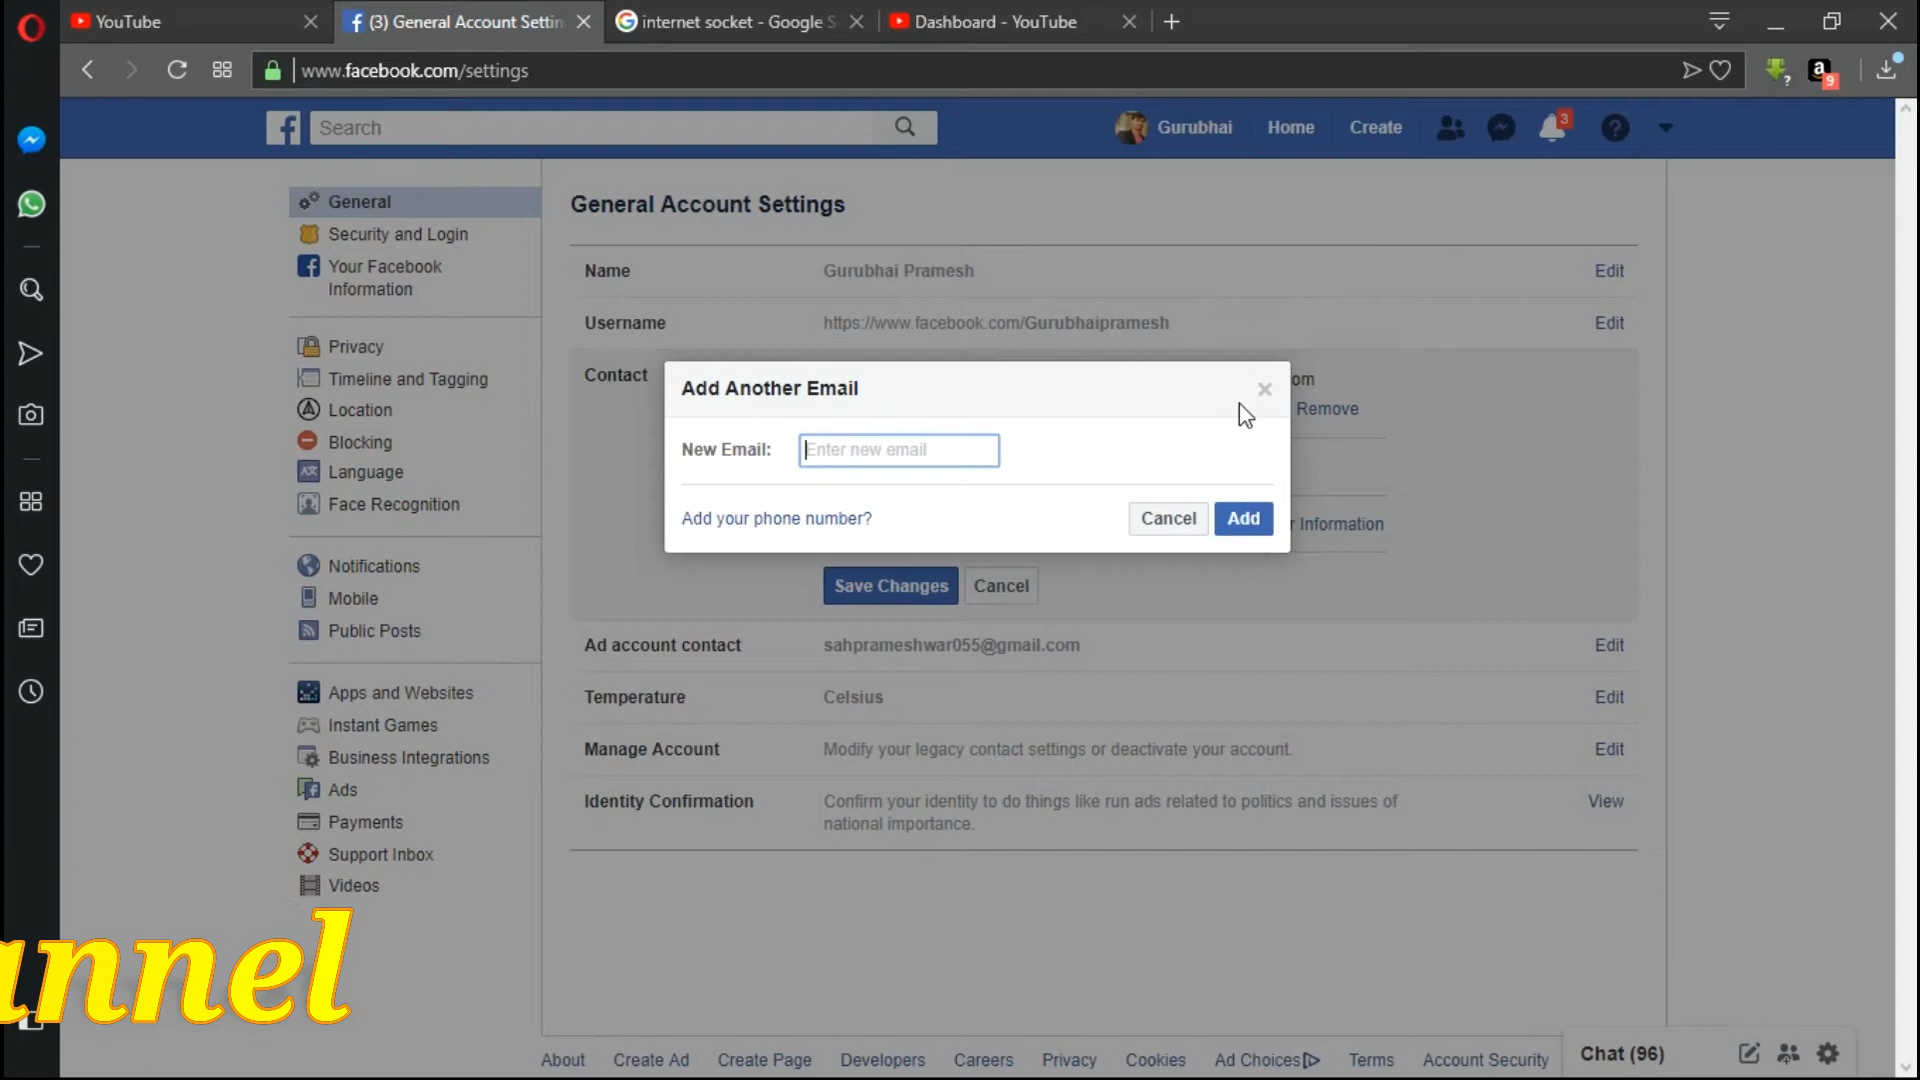 YouTube
(3) General Account Settin
internet socket - Google S
Dashboard - YouTube
www.facebook.com/settings
9
Search
Gurubhai
Home
Create
3
General
Security and Login
Your Facebook
Information
Privacy
Timeline and Tagging
Location
Blocking
Language
Face Recognition
Notifications
Mobile
Public Posts
Apps and Websites
Instant Games
Business Integrations
Ads
Payments
Support Inbox
Videos
General Account Settings
Name Gurubhai Pramesh Edit
Username https://www.facebook.com/Gurubhaipramesh Edit
Contact
om
Remove
r Information
Add Another Email
New Email: Enter new email
Add your phone number? Cancel Add
Save Changes Cancel
Ad account contact sahprameshwar055@gmail.com Edit
Temperature Celsius Edit
Manage Account Modify your legacy contact settings or deactivate your account. Edit
Identity Confirmation Confirm your identity to do things like run ads related to politics and issues of View
national importance.
annel
About Create Ad Create Page Developers Careers Privacy Cookies Ad Choices Terms Account Security
Chat (96)